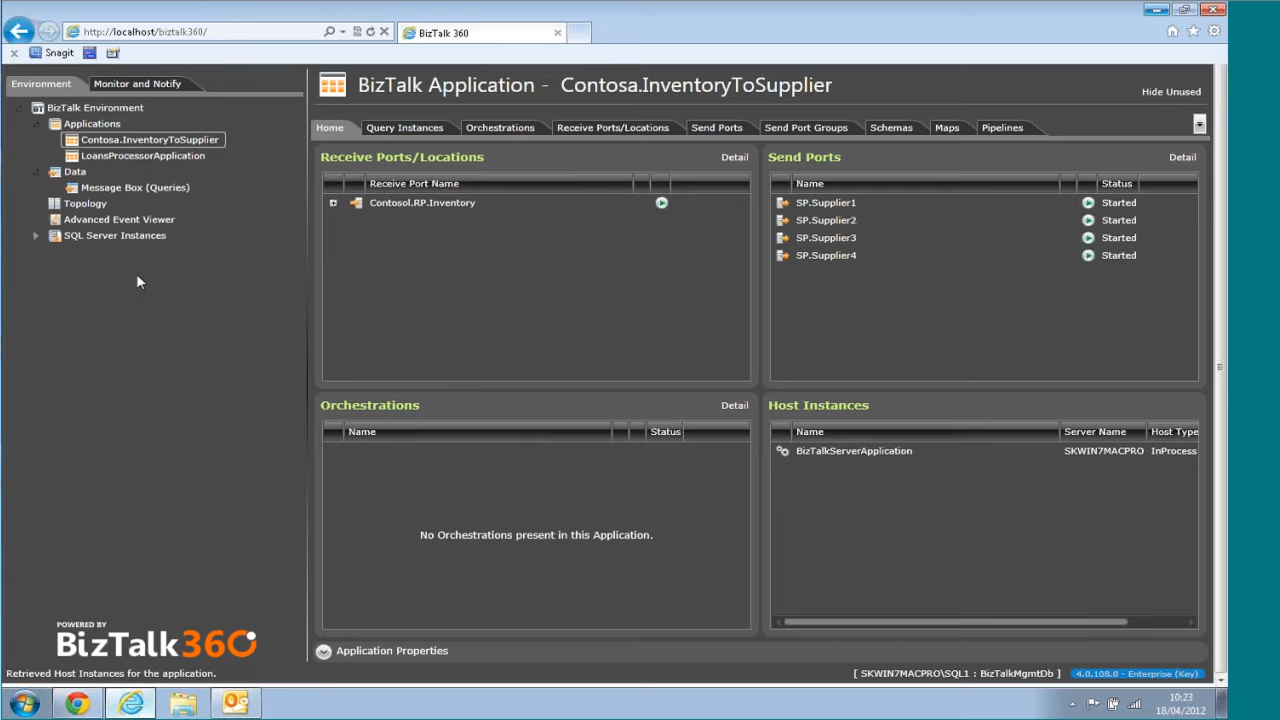 http://localhost/biztalk360/
BizTalk 360
Snagit
Environment
Monitor and Notify
BizTalk Environment
Applications
Contosa.InventoryToSupplier
LoansProcessorApplication
Data
Message Box (Queries)
Topology
Advanced Event Viewer
SQL Server Instances
POWERED BY
BizTalk360
BizTalk Application - Contosa.InventoryToSupplier
Hide Unused
Home
Query Instances
Orchestrations
Receive Ports/Locations
Send Ports
Send Port Groups
Schemas
Maps
Pipelines
Receive Ports/Locations
Detail
Receive Port Name
Contosol.RP.Inventory
Send Ports
Detail
Name
Status
SP.Supplier1
Started
SP.Supplier2
Started
SP.Supplier3
Started
SP.Supplier4
Started
Orchestrations
Detail
Name
Status
No Orchestrations present in this Application.
Host Instances
Name
Server Name
Host Type
BizTalkServerApplication
SKWIN7MACPRO
InProcess
Application Properties
Retrieved Host Instances for the application.
[ SKWIN7MACPRO\SQL1 : BizTalkMgmtDb ]
4.0.108.0 - Enterprise (Key)
10:23
18/04/2012